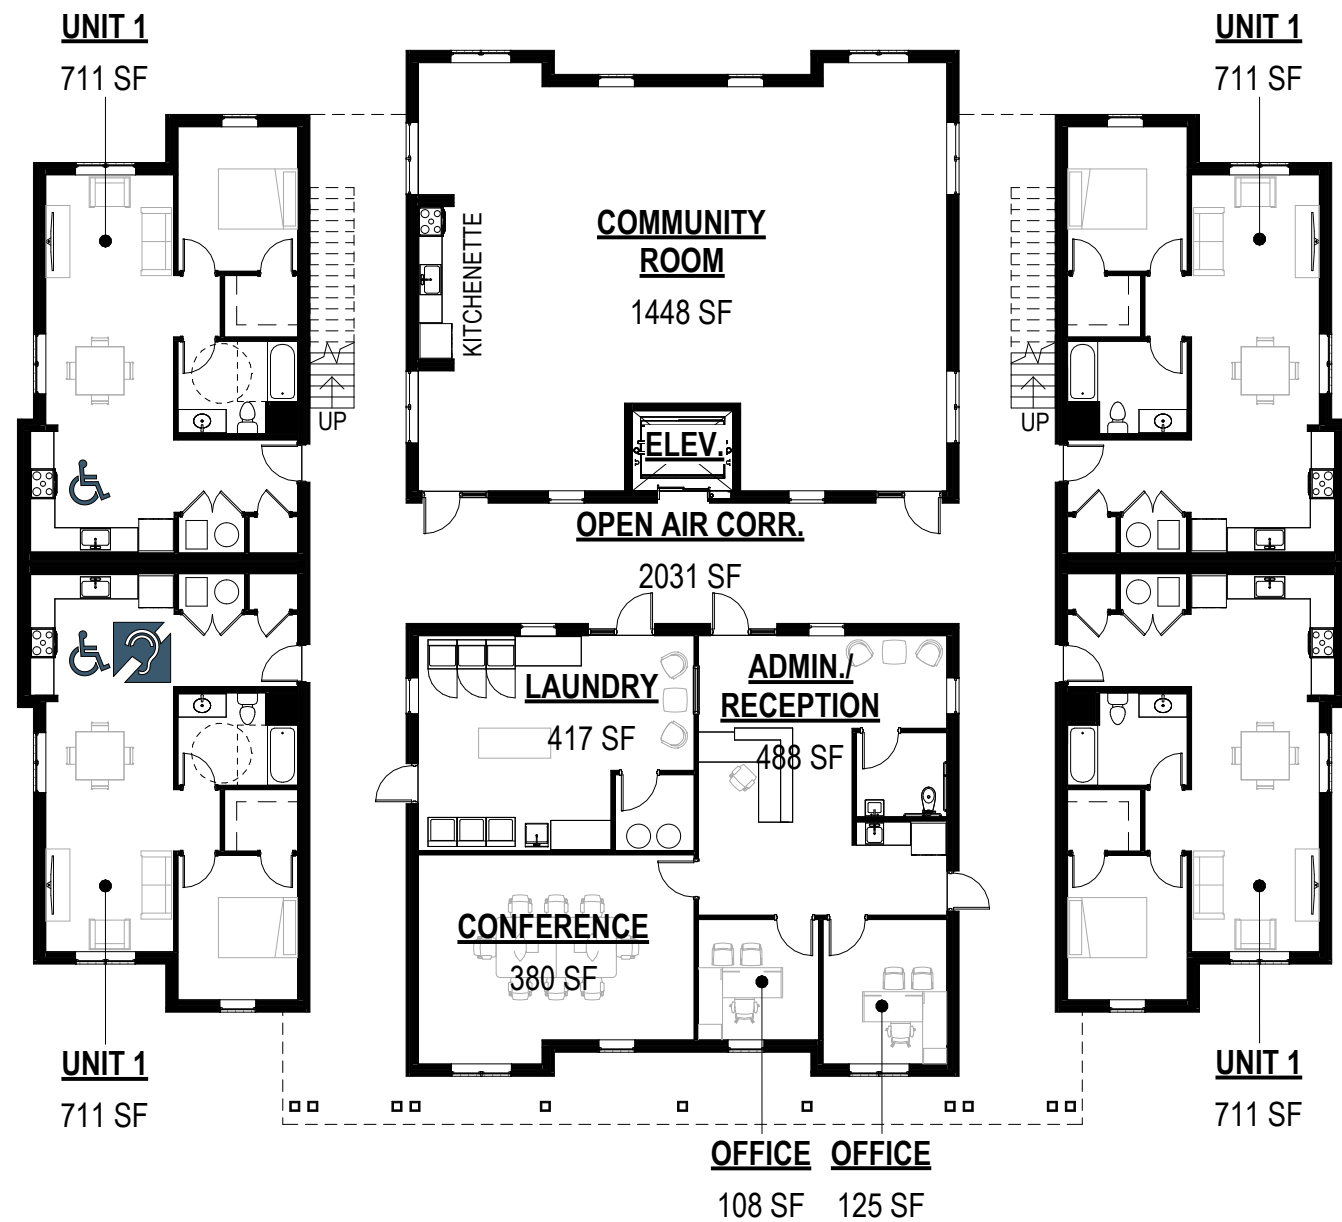 UNIT 1
711 SF
UNIT 1
711 SF
COMMUNITY
ROOM
1448 SF
KITCHENETTE
UP
UP
ELEV.
OPEN AIR CORR.
2031 SF
LAUNDRY
417 SF
ADMIN./
RECEPTION
488 SF
CONFERENCE
380 SF
UNIT 1
711 SF
UNIT 1
711 SF
OFFICE
108 SF
OFFICE
125 SF